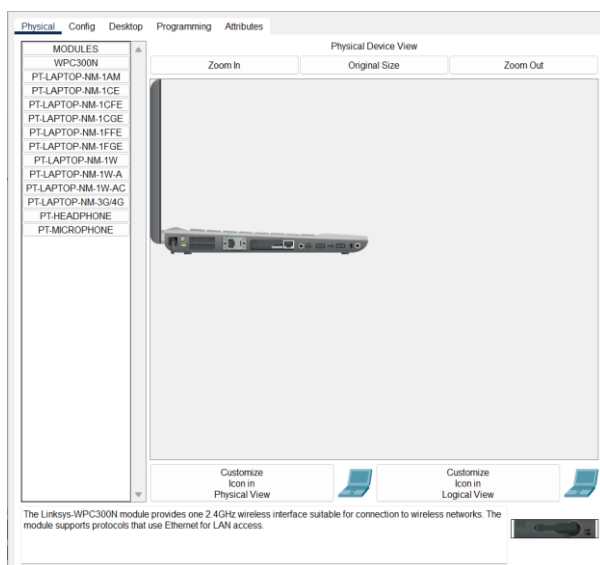 Physical Config Desktop Programming Attributes
MODULES
WPC300N
PT-LAPTOP-NM-1AM
PT-LAPTOP-NM-1CE
PT-LAPTOP-NM-1CFE
PT-LAPTOP-NM-1CGE
PT-LAPTOP-NM-1FFE
PT-LAPTOP-NM-1FGE
PT-LAPTOP-NM-1W
PT-LAPTOP-NM-1W-A
PT-LAPTOP-NM-1W-AC
PT-LAPTOP-NM-3G/4G
PT-HEADPHONE
PT-MICROPHONE
Physical Device View
Zoom In Original Size Zoom Out
Customize
Icon in
Physical View
Customize
Icon in
Logical View
The Linksys-WPC300N module provides one 2.4GHz wireless interface suitable for connection to wireless networks. The
module supports protocols that use Ethernet for LAN access.